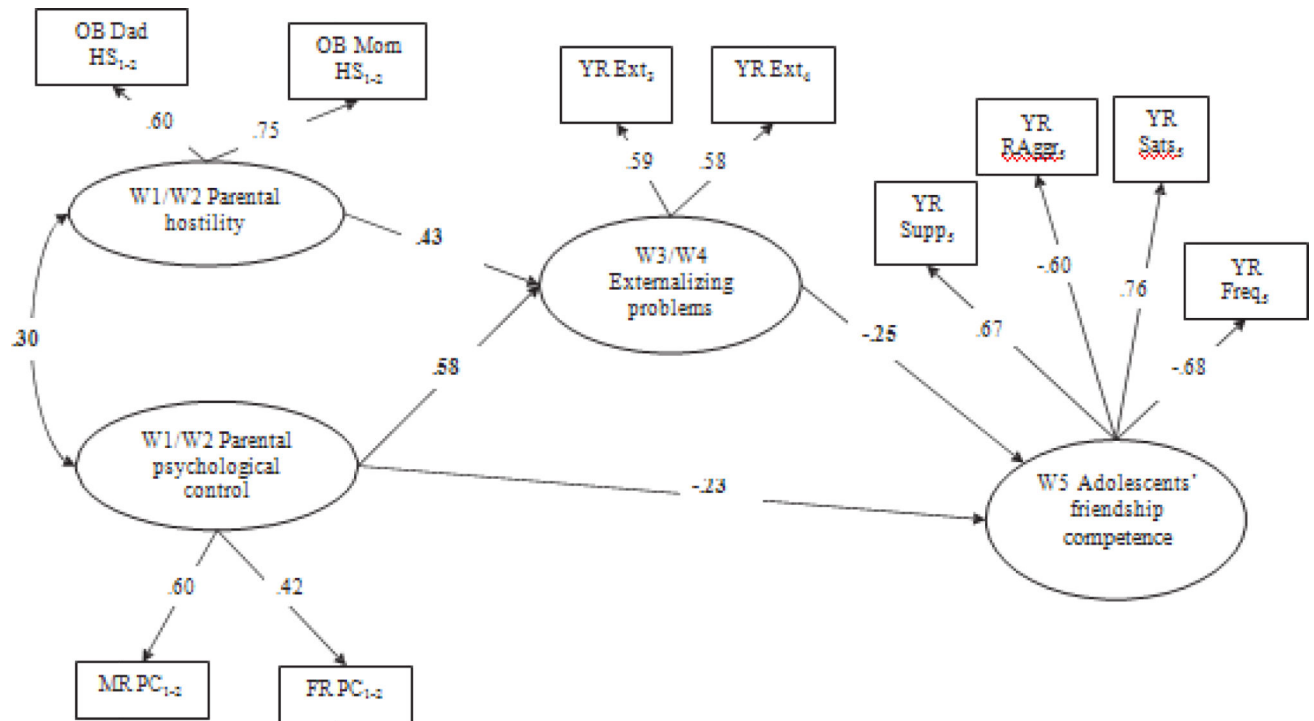 OB Dad
HS1-2
OB Mom
HS1-2
.60
.75
W1/W2 Parental
hostility
YR Ext3
YR Ext4
.59
.58
W3/W4
Externalizing
problems
YR
RAggr5
YR
Sats5
YR
Supp5
YR
Freq5
-.60
.76
.67
-.68
.43
.30
.58
-.25
-.23
W1/W2 Parental
psychological
control
W5 Adolescents’
friendship
competence
.60
.42
MR PC1-2
FR PC1-2